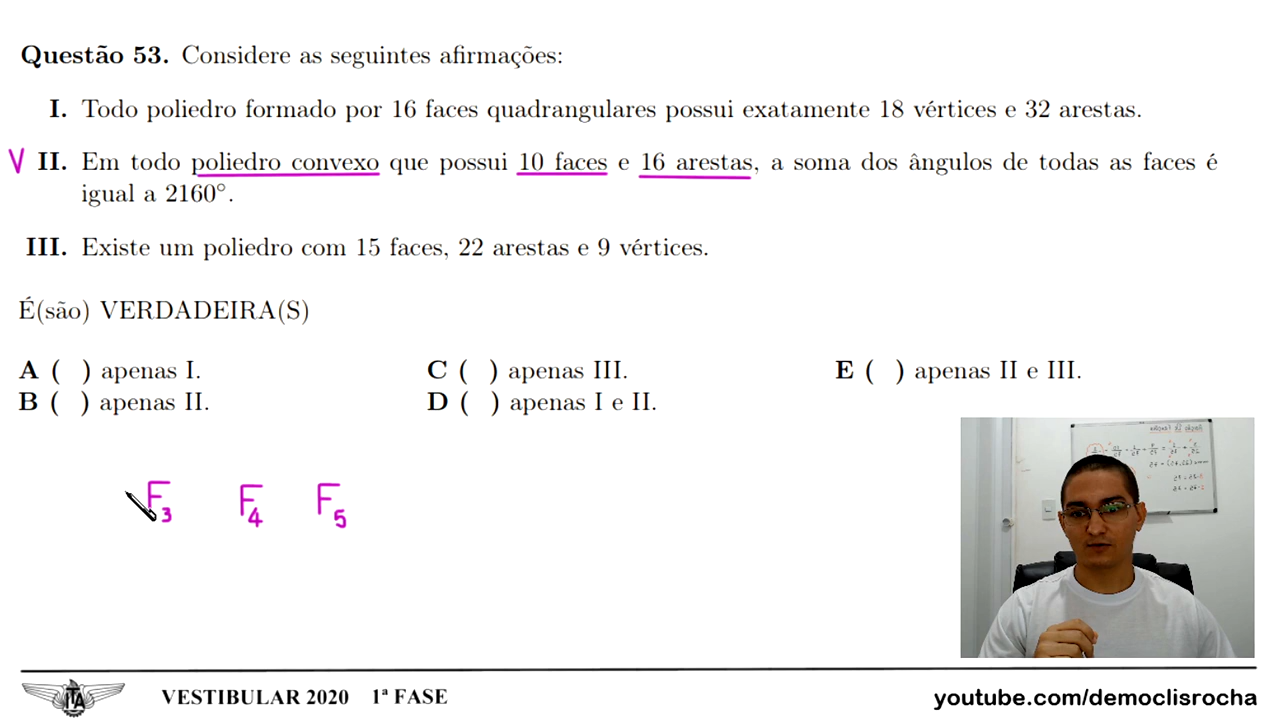 Questão 53. Considere as seguintes afirmações:
I. Todo poliedro formado por 16 faces quadrangulares possui exatamente 18 vértices e 32 arestas.
V II. Em todo poliedro convexo que possui 10 faces e 16 arestas, a soma dos ângulos de todas as faces é
igual a 2160°.
III. Existe um poliedro com 15 faces, 22 arestas e 9 vértices.
É(são) VERDADEIRA(S)
A ( ) apenas I.
C ( ) apenas III.
E ( ) apenas II e III.
B ( ) apenas II.
D ( ) apenas I e II.
F3 F4 F5
ITA
VESTIBULAR 2020 1ª FASE
youtube.com/democlisrocha